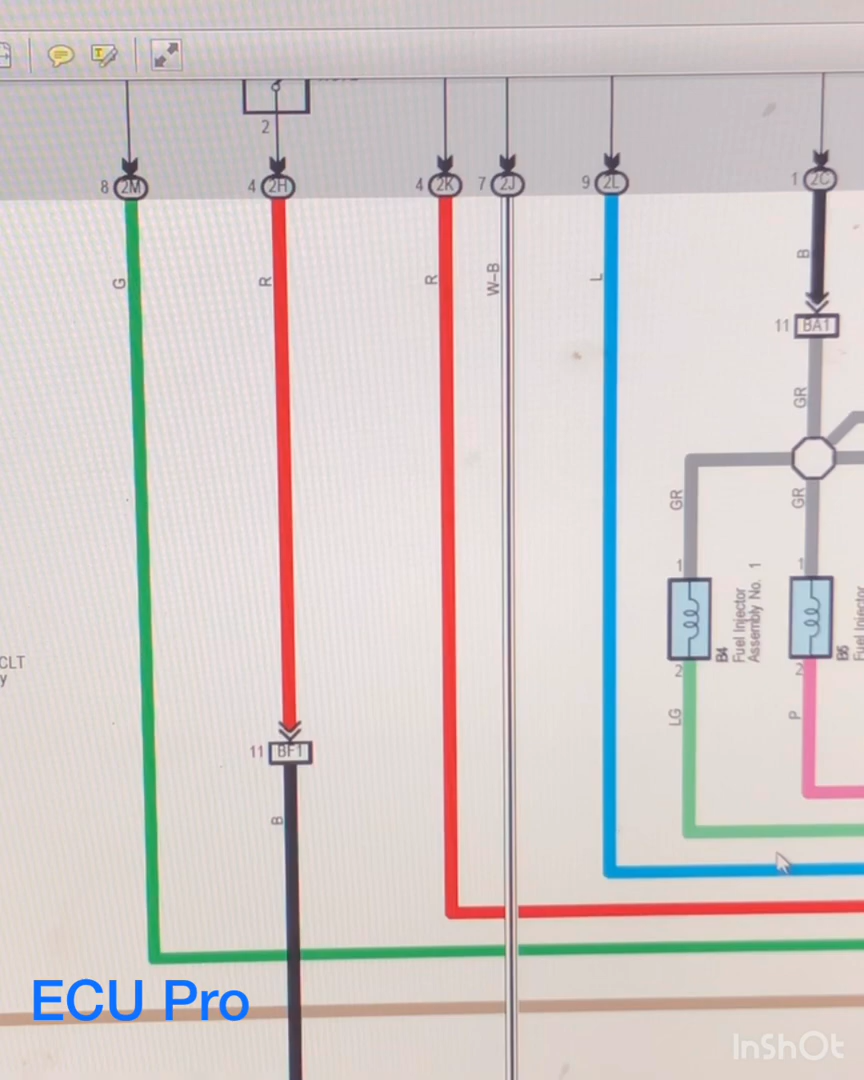 2
8 2M
4 2H
4 2K
7 2J
9 2L
1 2C
G
R
R
W-B
L
B
11 BA1
GR
GR
GR
1
1
B4
Fuel Injector
Assembly No. 1
Fuel Injector
2
2
LG
P
CLT
y
11 BF1
B
ECU Pro
InShOt